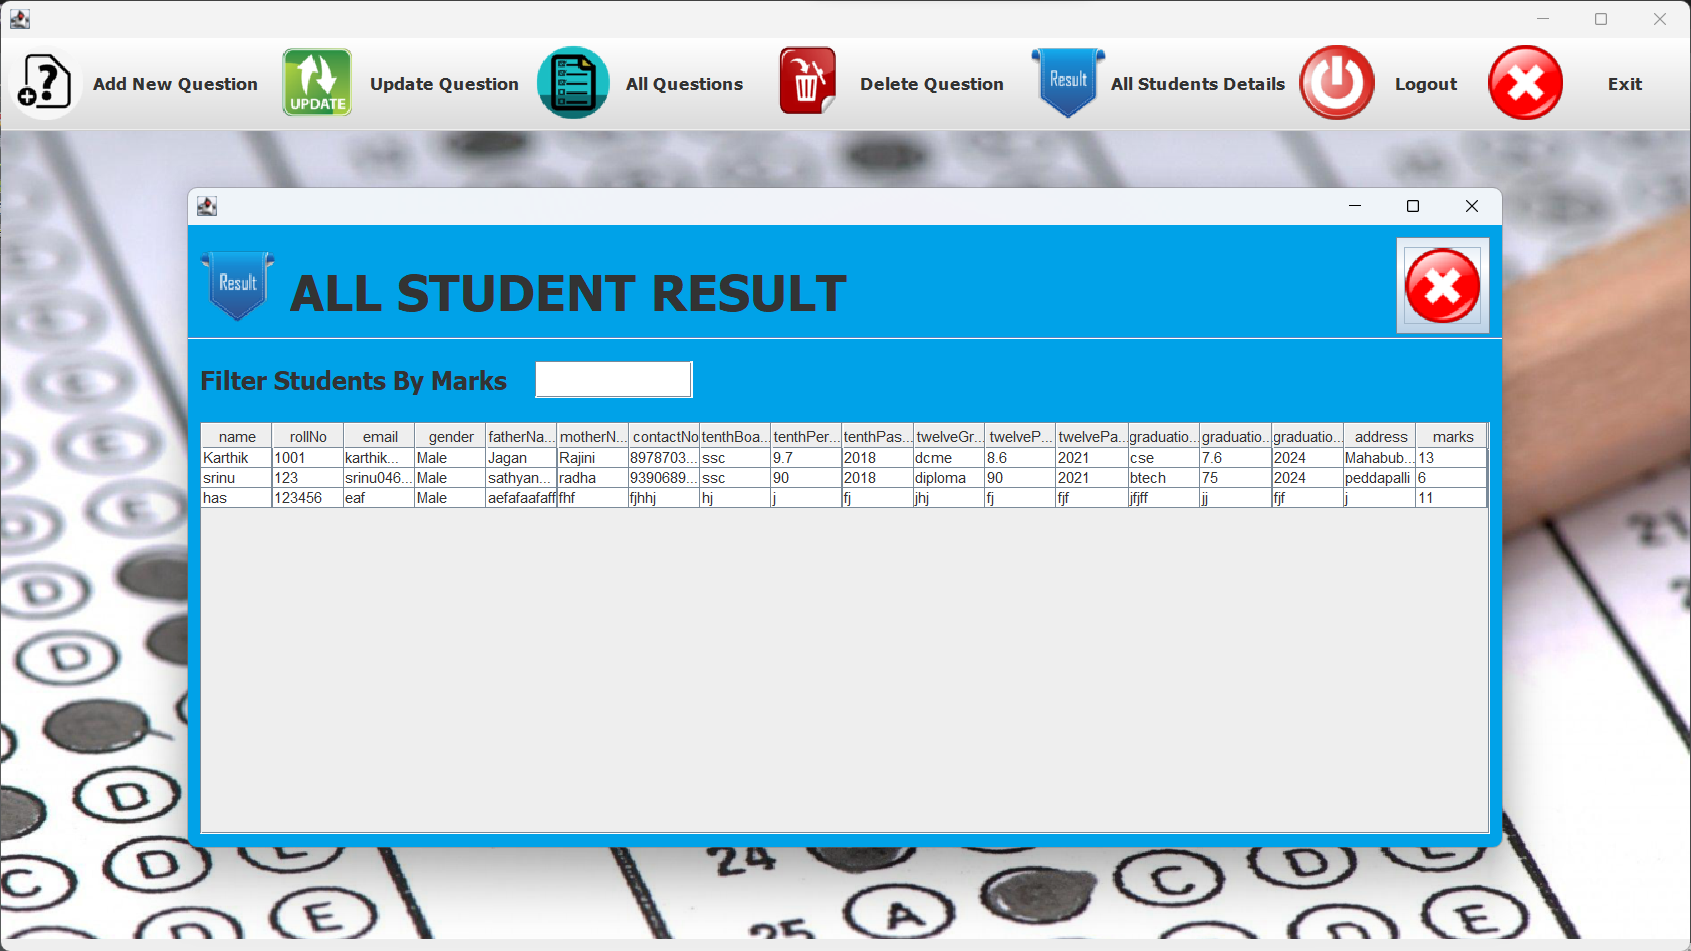 Add New Question UPDATE Update Question All Questions Delete Question Result All Students Details Logout Exit
Result ALL STUDENT RESULT
Filter Students By Marks
name rollNo email gender fatherNa... motherN... contactNo tenthBoa... tenthPer... tenthPas... twelveGr... twelveP... twelvePa... graduatio... graduatio... graduatio... address marks
Karthik 1001 karthik... Male Jagan Rajini 8978703... ssc 9.7 2018 dcme 8.6 2021 cse 7.6 2024 Mahabub... 13
srinu 123 srinu046... Male sathyan... radha 9390689... ssc 90 2018 diploma 90 2021 btech 75 2024 peddapalli 6
has 123456 eaf Male aefafaafaff fhf fjhhj hj j fj jhj fj fjf jfjff jj fjf j 11
21
D
D
D
D E
24 D E
C C
25 A E
E